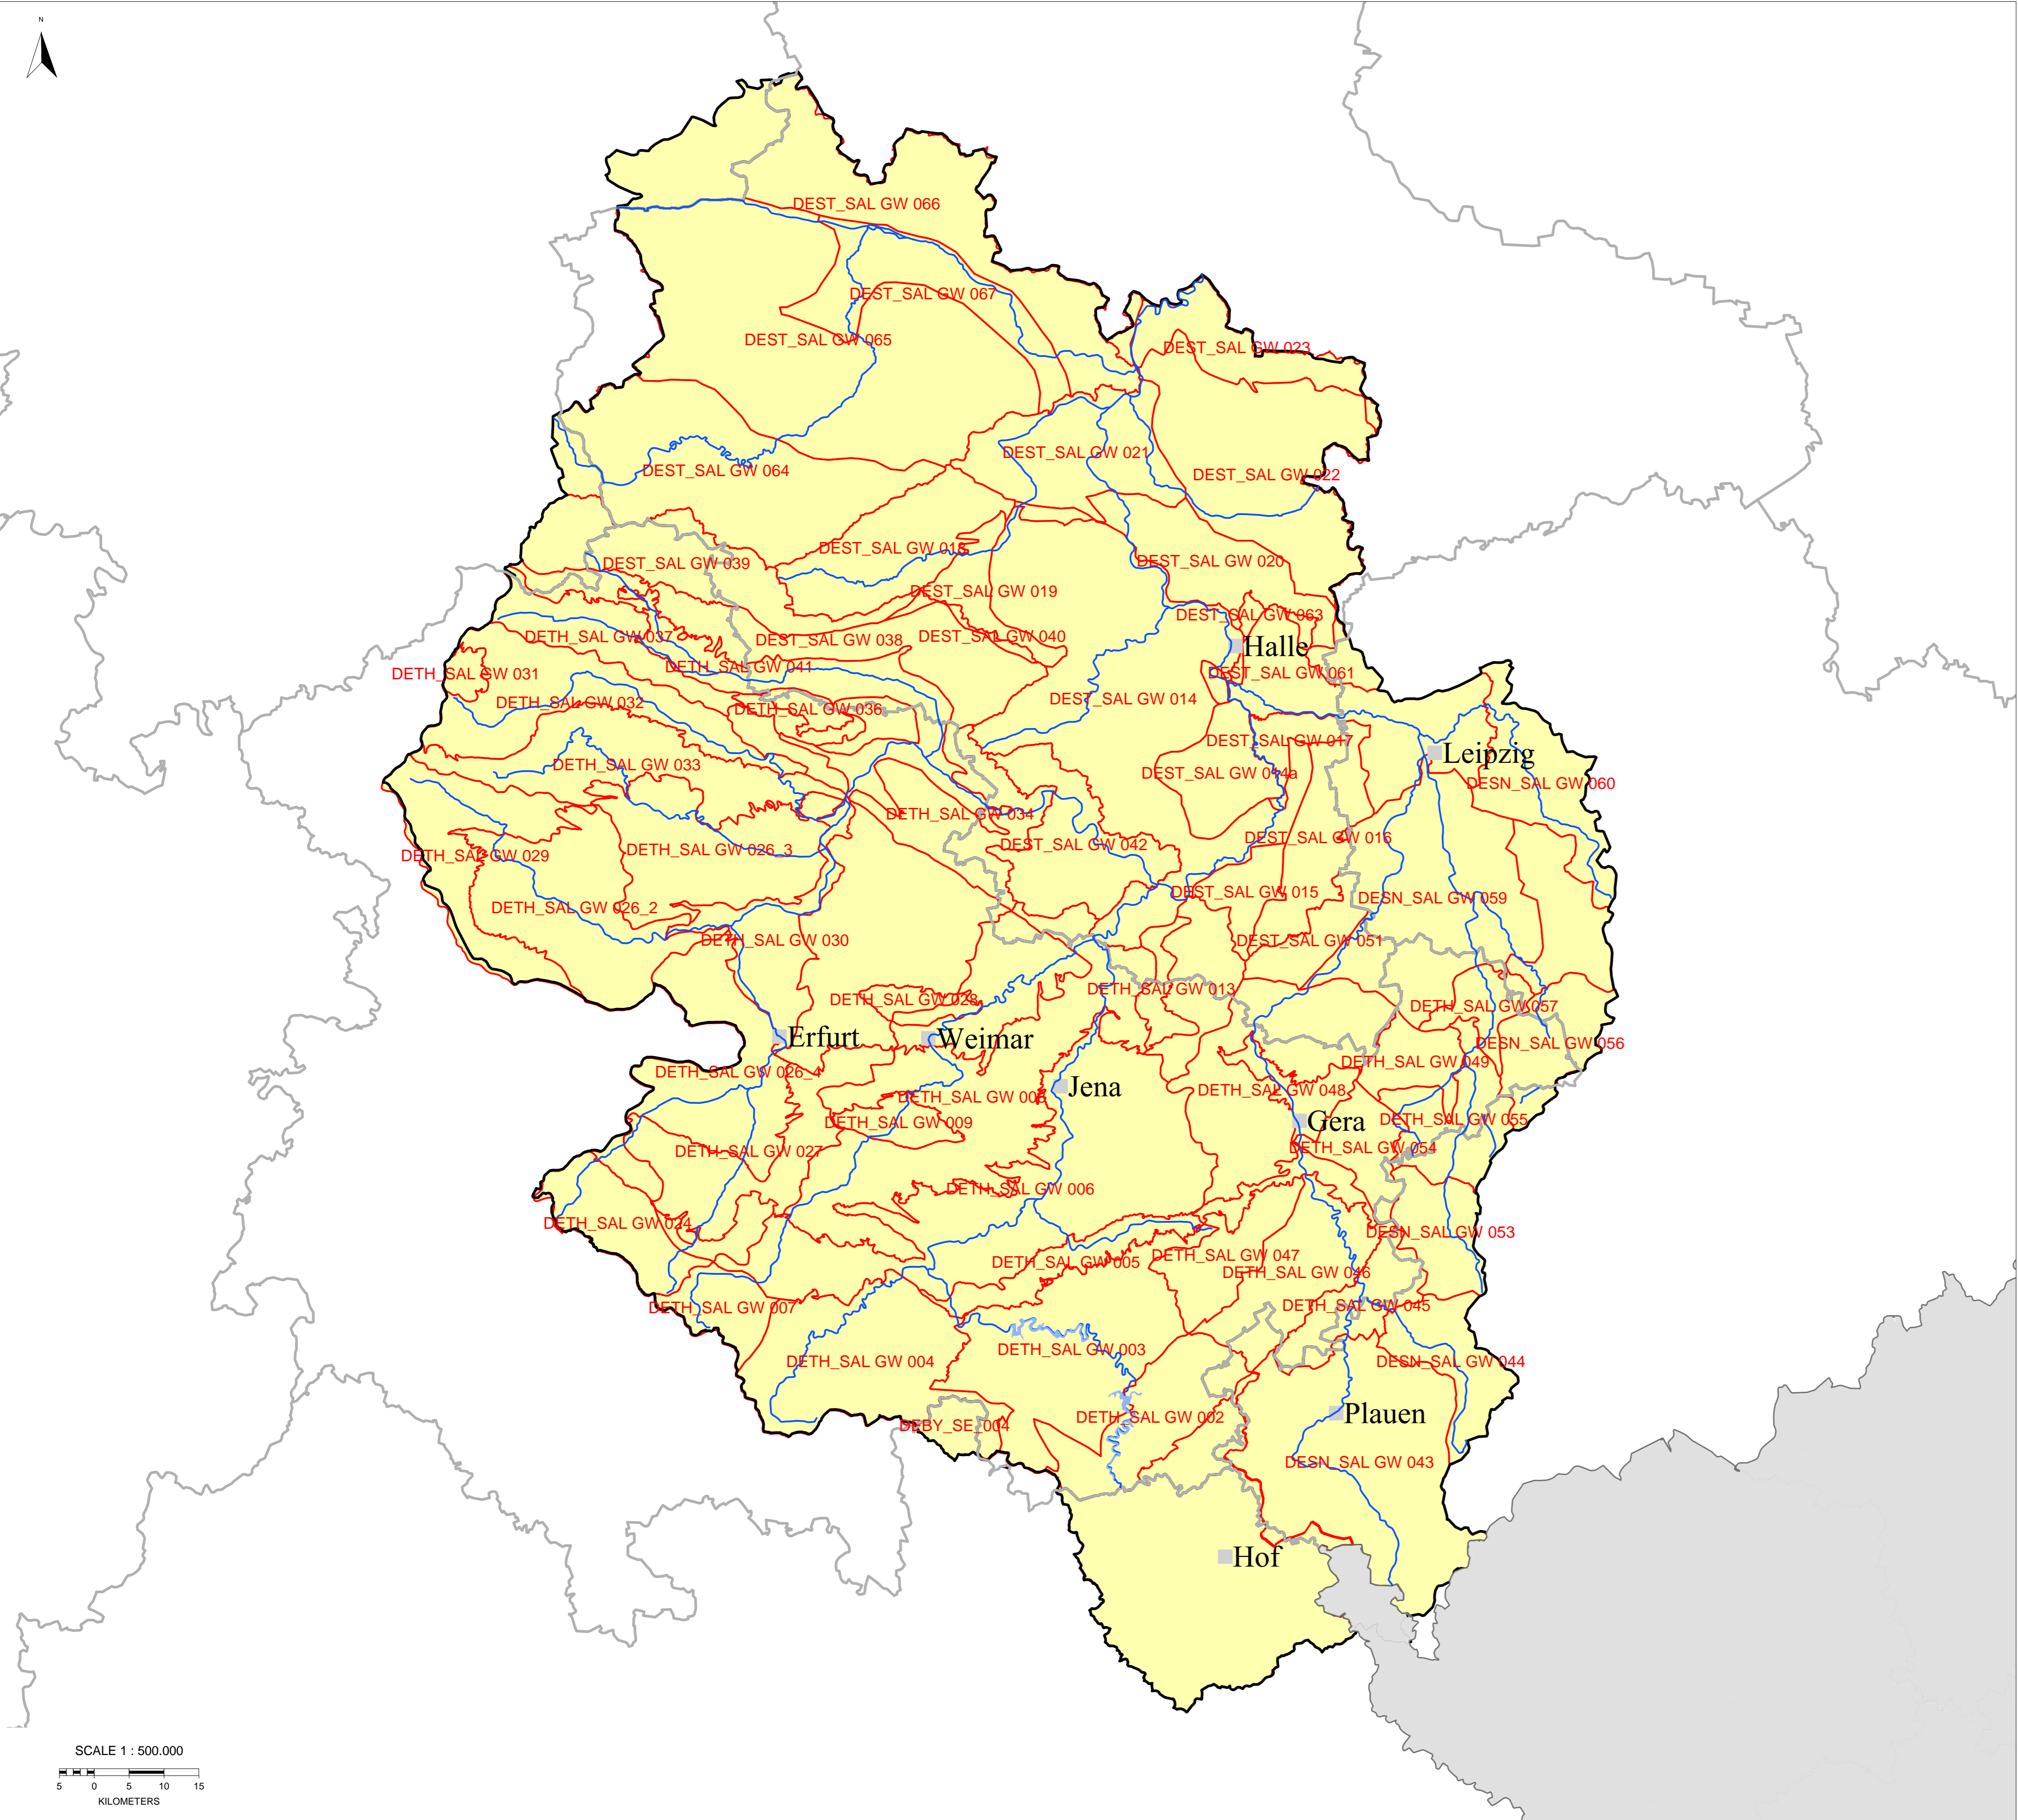 N
DEST_SAL GW 066
DEST_SAL GW 067
DEST_SAL GW 065
DEST_SAL GW 023
DEST_SAL GW 021
DEST_SAL GW 064
DEST_SAL GW 022
DEST_SAL GW 018
DEST_SAL GW 039
DEST_SAL GW 020
DEST_SAL GW 019
DEST_SAL GW 063
DETH_SAL GW 037
DEST_SAL GW 038
DEST_SAL GW 040
Halle
DETH_SAL GW 041
DETH_SAL GW 031
DEST_SAL GW 061
DETH_SAL GW 032
DEST_SAL GW 014
DETH_SAL GW 036
DEST_SAL GW 017
Leipzig
DETH_SAL GW 033
DEST_SAL GW 014a
DESN_SAL GW 060
DETH_SAL GW 034
DEST_SAL GW 016
DEST_SAL GW 042
DETH_SAL GW 029
DETH_SAL GW 026_3
DEST_SAL GW 015
DESN_SAL GW 059
DETH_SAL GW 026_2
DETH_SAL GW 030
DEST_SAL GW 051
DETH_SAL GW 013
DETH_SAL GW 028
DETH_SAL GW 057
Erfurt
Weimar
DESN_SAL GW 056
DETH_SAL GW 049
DETH_SAL GW 026_4
Jena
DETH_SAL GW 048
DETH_SAL GW
DETH_SAL GW 055
DETH_SAL GW 009
Gera
DETH_SAL GW 054
DETH_SAL GW 027
DETH_SAL GW 006
DETH_SAL GW 024
DESN_SAL GW 053
DETH_SAL GW 047
DETH_SAL GW 005
DETH_SAL GW 046
DETH_SAL GW 045
DETH_SAL GW 007
DETH_SAL GW 003
DETH_SAL GW 004
DESN_SAL GW 044
Plauen
DETH_SAL GW 002
DEBY_SE_004
DESN_SAL GW 043
Hof
SCALE 1 : 500.000
5 0 5 10 15
KILOMETERS